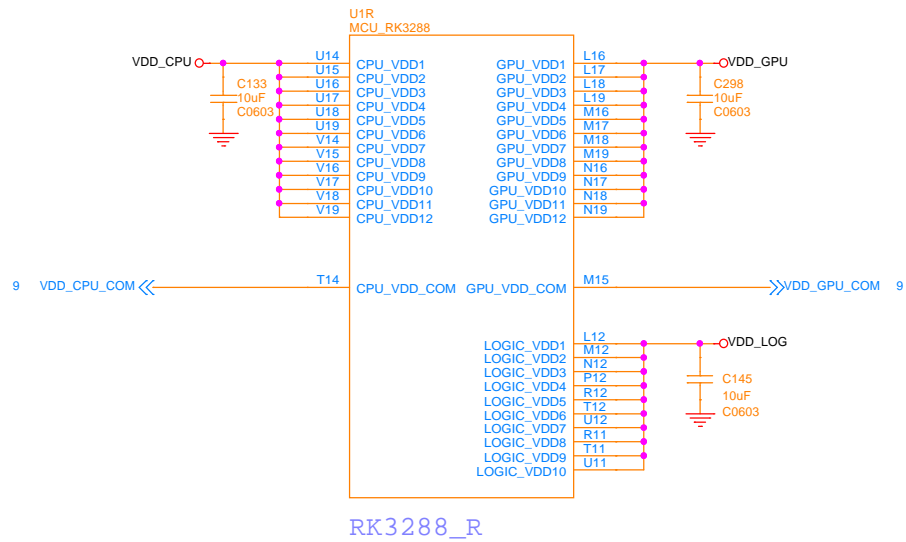 U1R
MCU_RK3288
VDD_CPU
C133
10uF
C0603
U14 CPU_VDD1
U15 CPU_VDD2
U16 CPU_VDD3
U17 CPU_VDD4
U18 CPU_VDD5
U19 CPU_VDD6
V14 CPU_VDD7
V15 CPU_VDD8
V16 CPU_VDD9
V17 CPU_VDD10
V18 CPU_VDD11
V19 CPU_VDD12
GPU_VDD1 L16
GPU_VDD2 L17
GPU_VDD3 L18
GPU_VDD4 L19
GPU_VDD5 M16
GPU_VDD6 M17
GPU_VDD7 M18
GPU_VDD8 M19
GPU_VDD9 N16
GPU_VDD10 N17
GPU_VDD11 N18
GPU_VDD12 N19
VDD_GPU
C298
10uF
C0603
9 VDD_CPU_COM T14 CPU_VDD_COM GPU_VDD_COM M15 VDD_GPU_COM 9
LOGIC_VDD1 L12
LOGIC_VDD2 M12
LOGIC_VDD3 N12
LOGIC_VDD4 P12
LOGIC_VDD5 R12
LOGIC_VDD6 T12
LOGIC_VDD7 U12
LOGIC_VDD8 R11
LOGIC_VDD9 T11
LOGIC_VDD10 U11
VDD_LOG
C145
10uF
C0603
RK3288_R